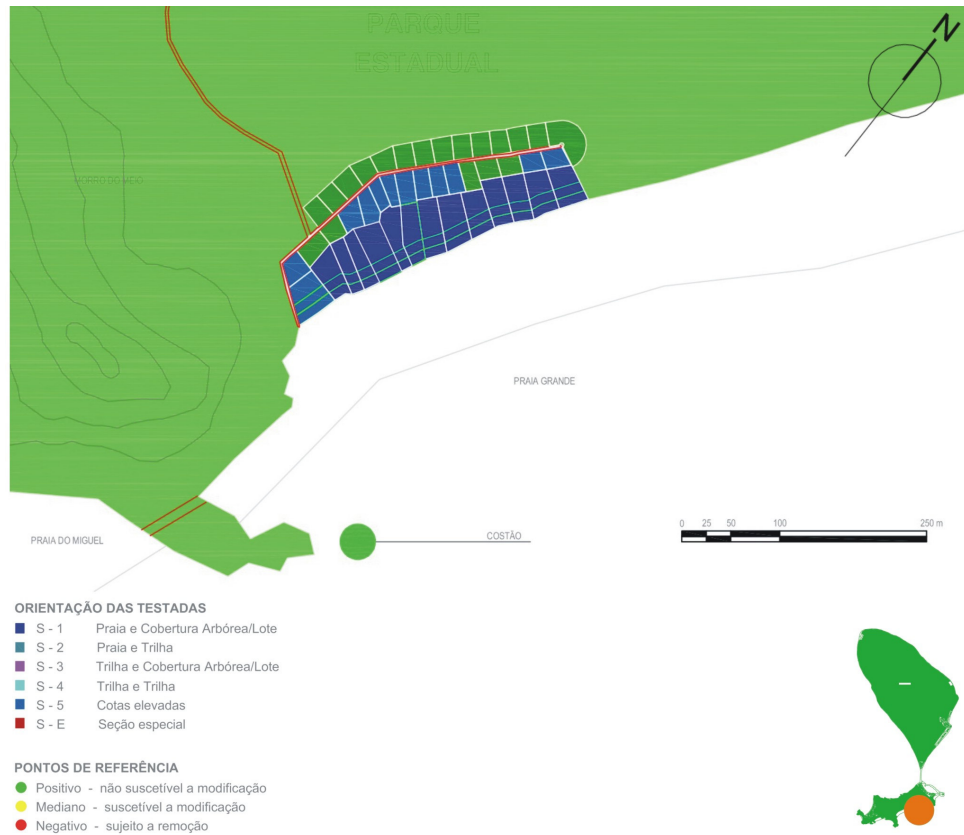 PARQUE
ESTADUAL
N
MORRO DO MEIO
PRAIA GRANDE
0 25 50 100 250 m
PRAIA DO MIGUEL
COSTÃO
ORIENTAÇÃO DAS TESTADAS
S - 1 Praia e Cobertura Arbórea/Lote
S - 2 Praia e Trilha
S - 3 Trilha e Cobertura Arbórea/Lote
S - 4 Trilha e Trilha
S - 5 Cotas elevadas
S - E Seção especial
PONTOS DE REFERÊNCIA
Positivo - não suscetível a modificação
Mediano - suscetível a modificação
Negativo - sujeito a remoção